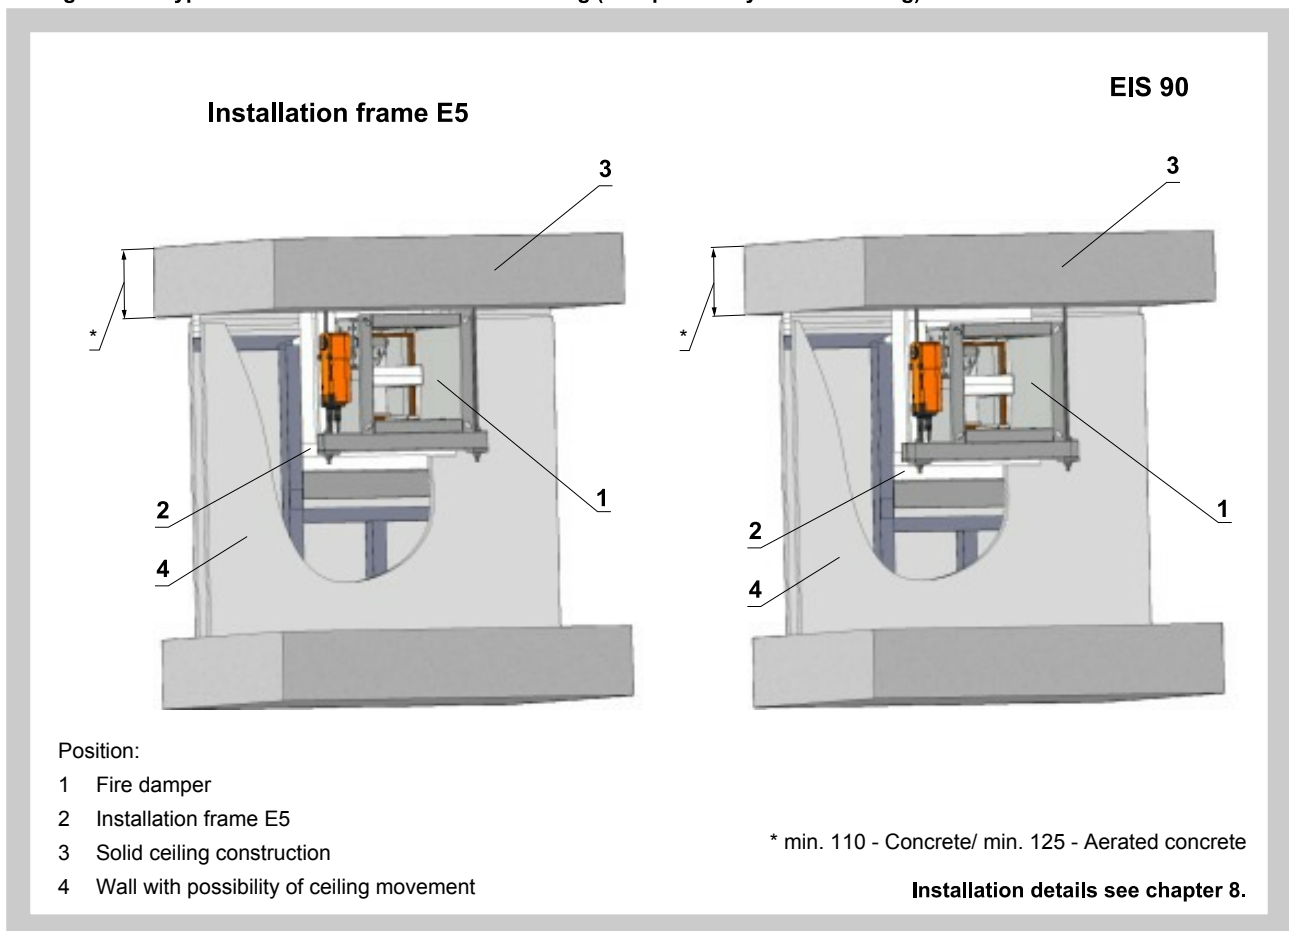 EIS 90
Installation frame E5
3
3
*
*
1
2
1
2
4
4
Position:
1 Fire damper
2 Installation frame E5
3 Solid ceiling construction
4 Wall with possibility of ceiling movement
* min. 110 - Concrete/ min. 125 - Aerated concrete
Installation details see chapter 8.